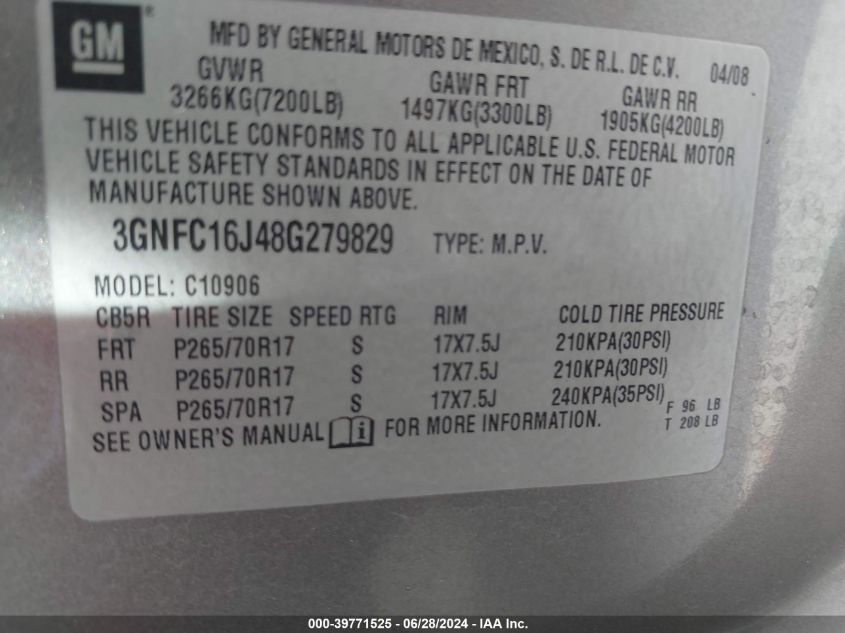 GM
MFD BY GENERAL MOTORS DE MEXICO, S. DE R.L. DE C.V. 04/08
GVWR GAWR FRT GAWR RR
3266KG(7200LB) 1497KG(3300LB) 1905KG(4200LB)
THIS VEHICLE CONFORMS TO ALL APPLICABLE U.S. FEDERAL MOTOR
VEHICLE SAFETY STANDARDS IN EFFECT ON THE DATE OF
MANUFACTURE SHOWN ABOVE.
3GNFC16J48G279829 TYPE: M.P.V.
MODEL: C10906
CB5R TIRE SIZE SPEED RTG RIM COLD TIRE PRESSURE
FRT P265/70R17 S 17X7.5J 210KPA(30PSI)
RR P265/70R17 S 17X7.5J 210KPA(30PSI)
SPA P265/70R17 S 17X7.5J 240KPA(35PSI)
F 96 LB
T 208 LB
SEE OWNER'S MANUAL i FOR MORE INFORMATION.
000-39771525 - 06/28/2024 - IAA Inc.